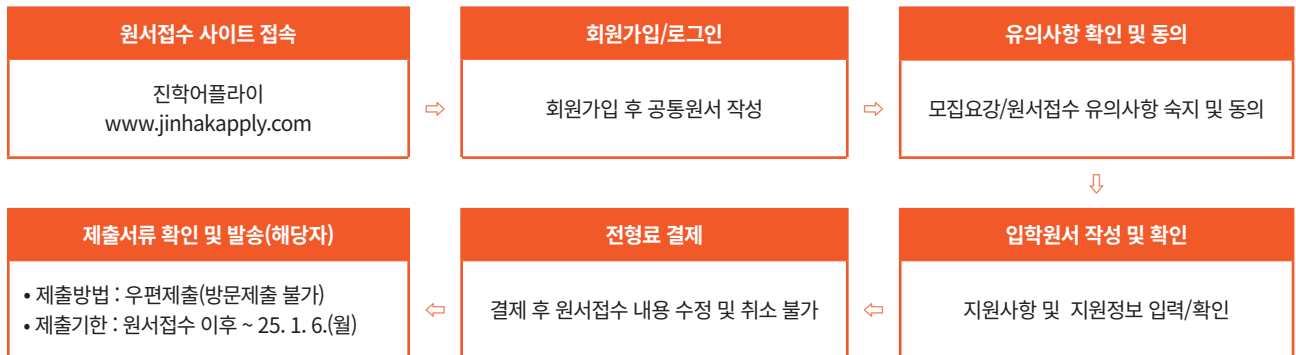 원서접수 사이트 접속
진학어플라이
www.jinhakapply.com
⇨
회원가입/로그인
회원가입 후 공통원서 작성
⇨
유의사항 확인 및 동의
모집요강/원서접수 유의사항 숙지 및 동의
⇩
입학원서 작성 및 확인
지원사항 및 지원정보 입력/확인
⇦
전형료 결제
결제 후 원서접수 내용 수정 및 취소 불가
⇦
제출서류 확인 및 발송(해당자)
• 제출방법 : 우편제출(방문제출 불가)
• 제출기한 : 원서접수 이후 ~ 25. 1. 6.(월)